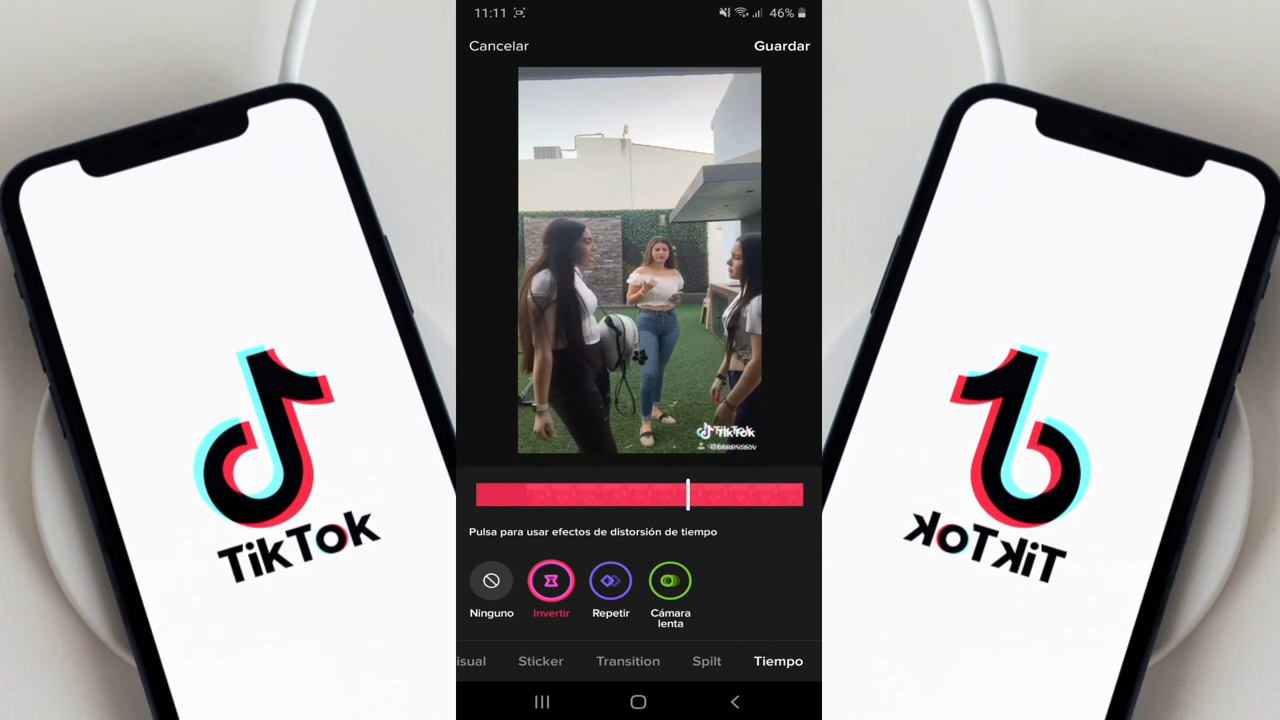 11:11
46%
Cancelar
Guardar
TikTok
Pulsa para usar efectos de distorsión de tiempo
Ninguno
Invertir
Repetir
Cámara
lenta
isual
Sticker
Transition
Spilt
Tiempo
TikTok
TikTok